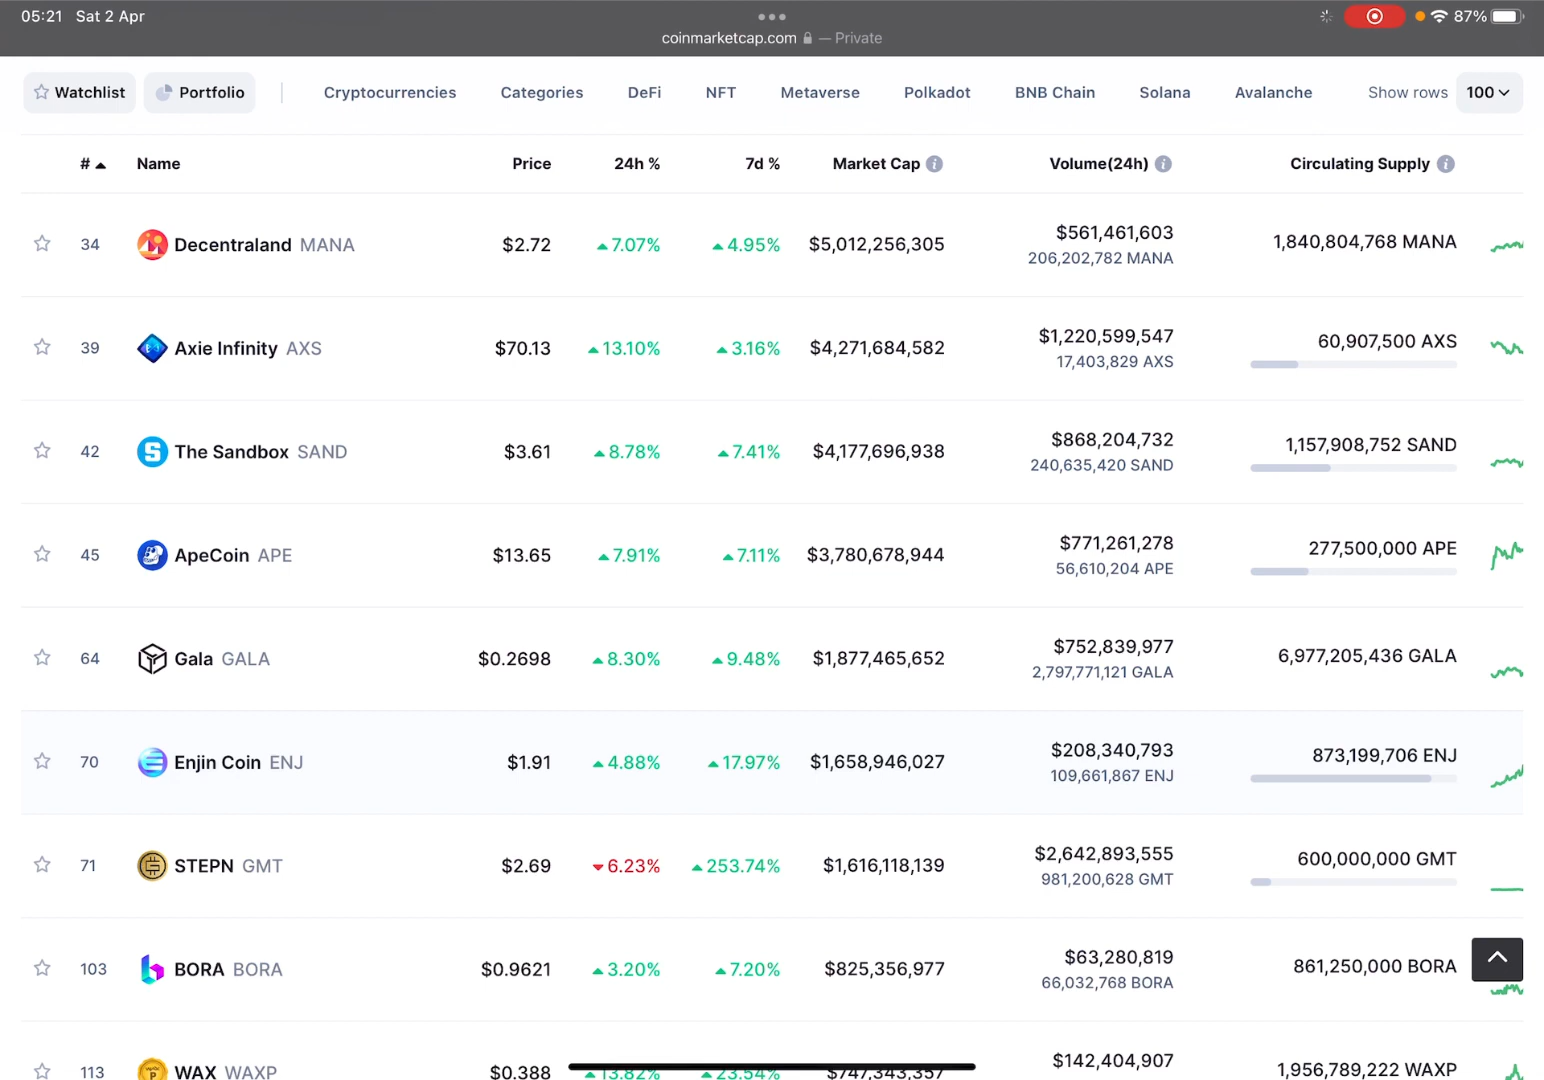 05:21 Sat 2 Apr
87%
coinmarketcap.com — Private
Watchlist Portfolio Cryptocurrencies Categories DeFi NFT Metaverse Polkadot BNB Chain Solana Avalanche Show rows 100
# Name Price 24h % 7d % Market Cap Volume(24h) Circulating Supply
34 Decentraland MANA $2.72 7.07% 4.95% $5,012,256,305 $561,461,603 1,840,804,768 MANA
206,202,782 MANA
39 Axie Infinity AXS $70.13 13.10% 3.16% $4,271,684,582 $1,220,599,547 60,907,500 AXS
17,403,829 AXS
42 The Sandbox SAND $3.61 8.78% 7.41% $4,177,696,938 $868,204,732 1,157,908,752 SAND
240,635,420 SAND
45 ApeCoin APE $13.65 7.91% 7.11% $3,780,678,944 $771,261,278 277,500,000 APE
56,610,204 APE
64 Gala GALA $0.2698 8.30% 9.48% $1,877,465,652 $752,839,977 6,977,205,436 GALA
2,797,771,121 GALA
70 Enjin Coin ENJ $1.91 4.88% 17.97% $1,658,946,027 $208,340,793 873,199,706 ENJ
109,661,867 ENJ
71 STEPN GMT $2.69 6.23% 253.74% $1,616,118,139 $2,642,893,555 600,000,000 GMT
981,200,628 GMT
103 BORA BORA $0.9621 3.20% 7.20% $825,356,977 $63,280,819 861,250,000 BORA
66,032,768 BORA
113 WAX WAXP $0.388 13.82% 23.54% $747,343,357 $142,404,907 1,956,789,222 WAXP